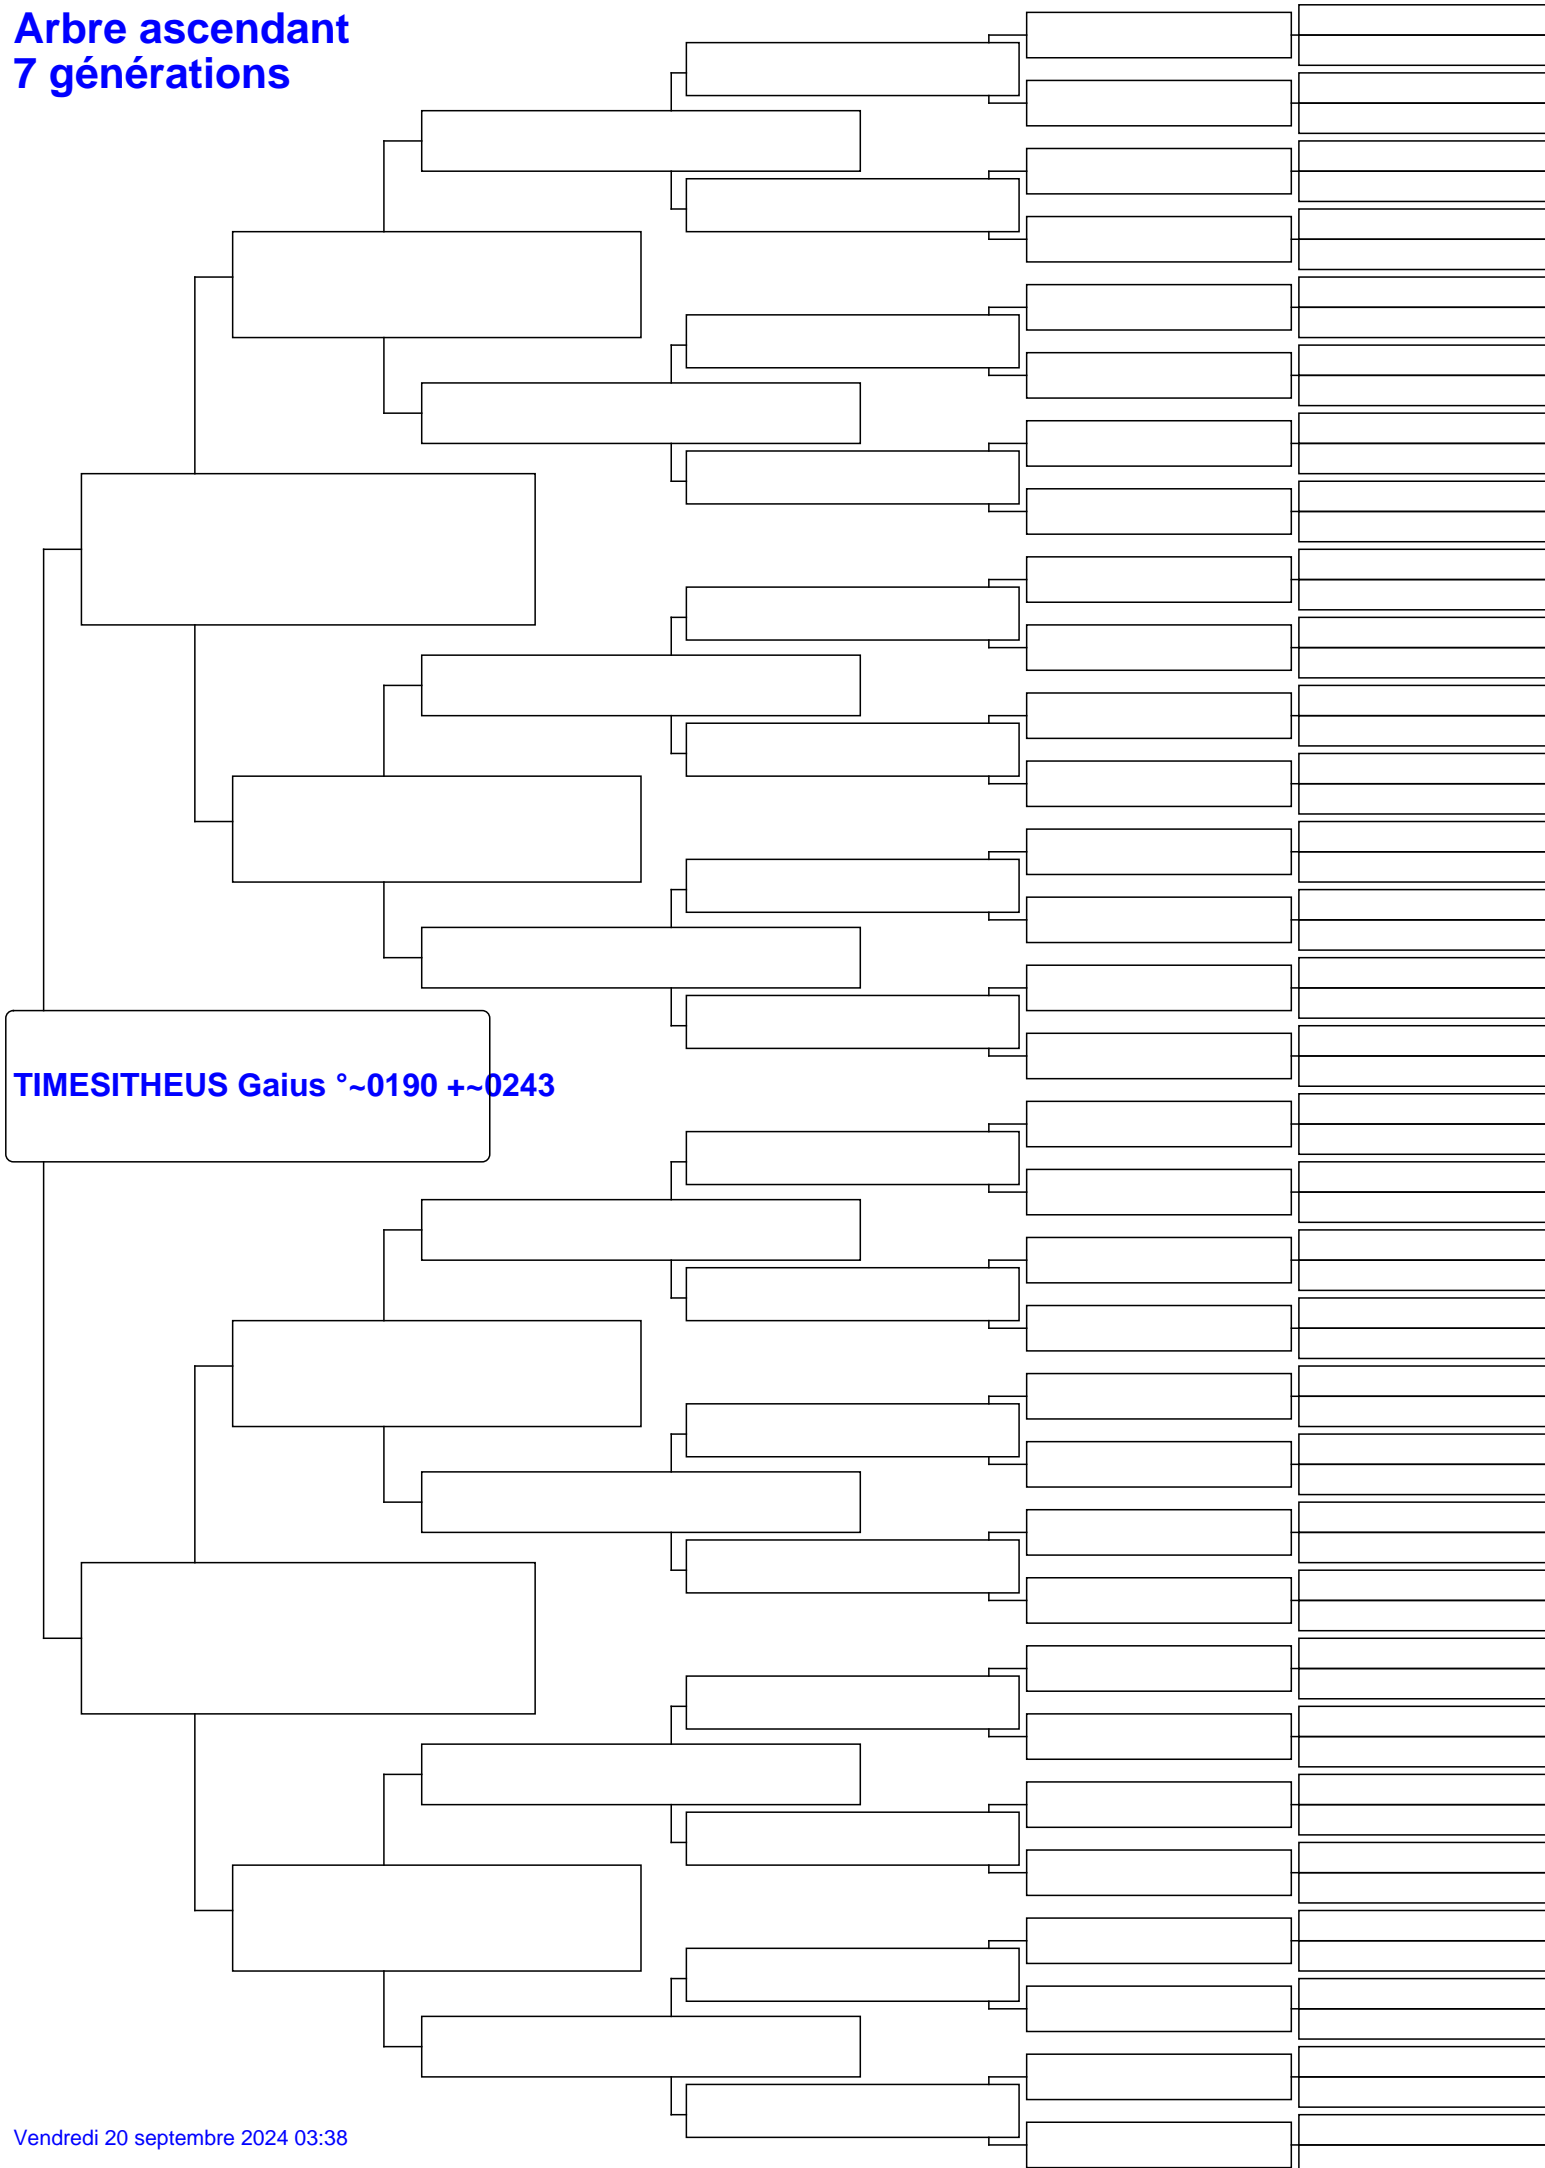 Arbre ascendant
7 générations
TIMESITHEUS Gaius °~0190 +~0243
Vendredi 20 septembre 2024 03:38